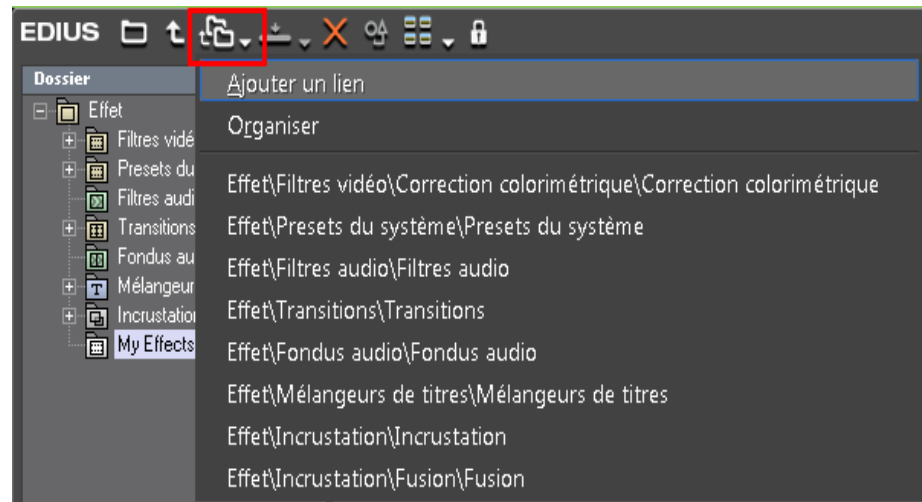 EDIUS
Dossier
Effet
Filtres vidé
Presets du
Filtres audi
Transitions
Fondus au
Mélangeur
Incrustation
My Effects
Ajouter un lien
Organiser
Effet\Filtres vidéo\Correction colorimétrique\Correction colorimétrique
Effet\Presets du système\Presets du système
Effet\Filtres audio\Filtres audio
Effet\Transitions\Transitions
Effet\Fondus audio\Fondus audio
Effet\Mélangeurs de titres\Mélangeurs de titres
Effet\Incrustation\Incrustation
Effet\Incrustation\Fusion\Fusion